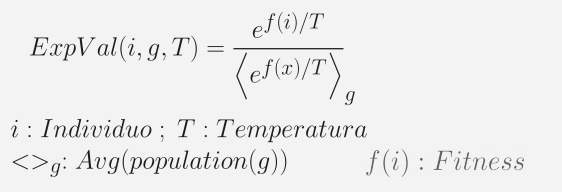 ExpVal(i, g, T) = e^{f(i)/T} / ⟨e^{f(x)/T}⟩_g
i : Individuo ; T : Temperatura
<>_g: Avg(population(g)) f(i) : Fitness